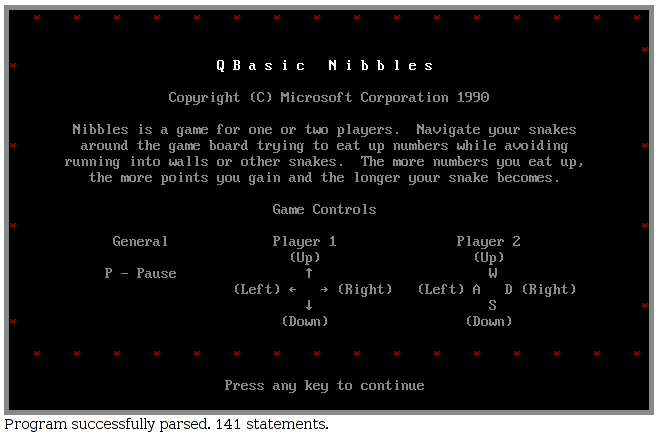 * * * * * * * * * * * * * * * *
Q B a s i c   N i b b l e s
Copyright (C) Microsoft Corporation 1990
Nibbles is a game for one or two players.  Navigate your snakes
around the game board trying to eat up numbers while avoiding
running into walls or other snakes.  The more numbers you eat up,
the more points you gain and the longer your snake becomes.
Game Controls
General   Player 1   Player 2
(Up)   (Up)
P - Pause   ↑   W
(Left) ←   → (Right)   (Left) A   D (Right)
↓   S
(Down)   (Down)
* * * * * * * * * * * * * * * *
Press any key to continue
Program successfully parsed. 141 statements.